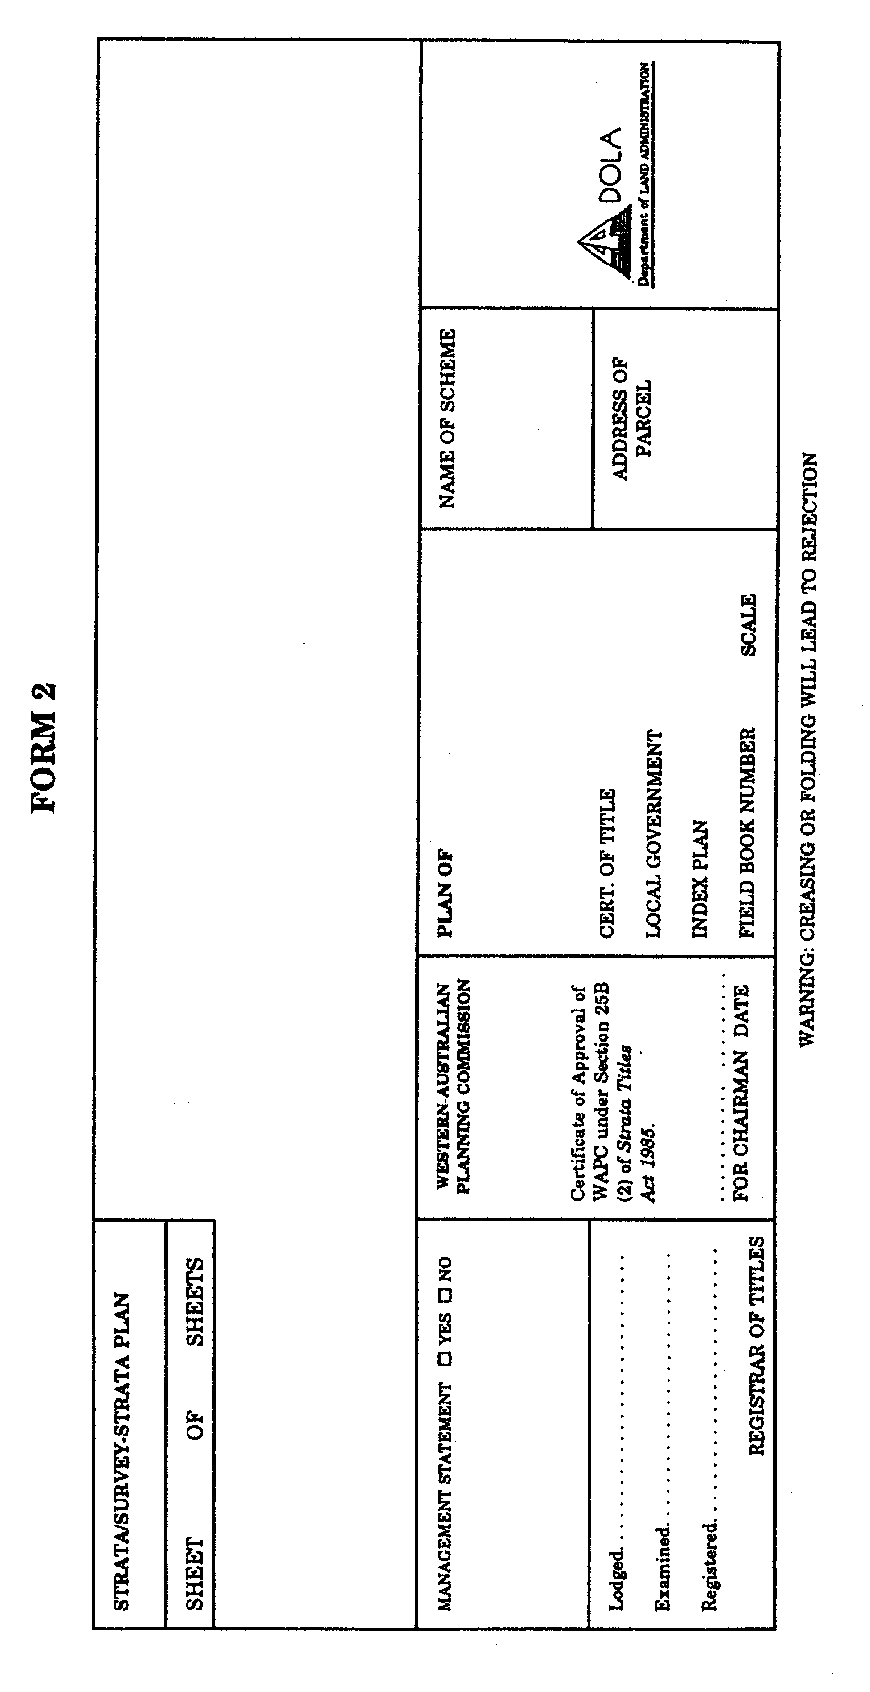 FORM 2
STRATA/SURVEY-STRATA PLAN
SHEET OF SHEETS
MANAGEMENT STATEMENT ☐ YES ☐ NO
Lodged..............................
Examined..............................
Registered..............................
REGISTRAR OF TITLES
WESTERN AUSTRALIAN
PLANNING COMMISSION
Certificate of Approval of
WAPC under Section 25B
(2) of Strata Titles
Act 1985.
.............. ..........
FOR CHAIRMAN DATE
PLAN OF
CERT. OF TITLE
LOCAL GOVERNMENT
INDEX PLAN
FIELD BOOK NUMBER SCALE
NAME OF SCHEME
ADDRESS OF
PARCEL
DOLA
Department of LAND ADMINISTRATION
WARNING: CREASING OR FOLDING WILL LEAD TO REJECTION